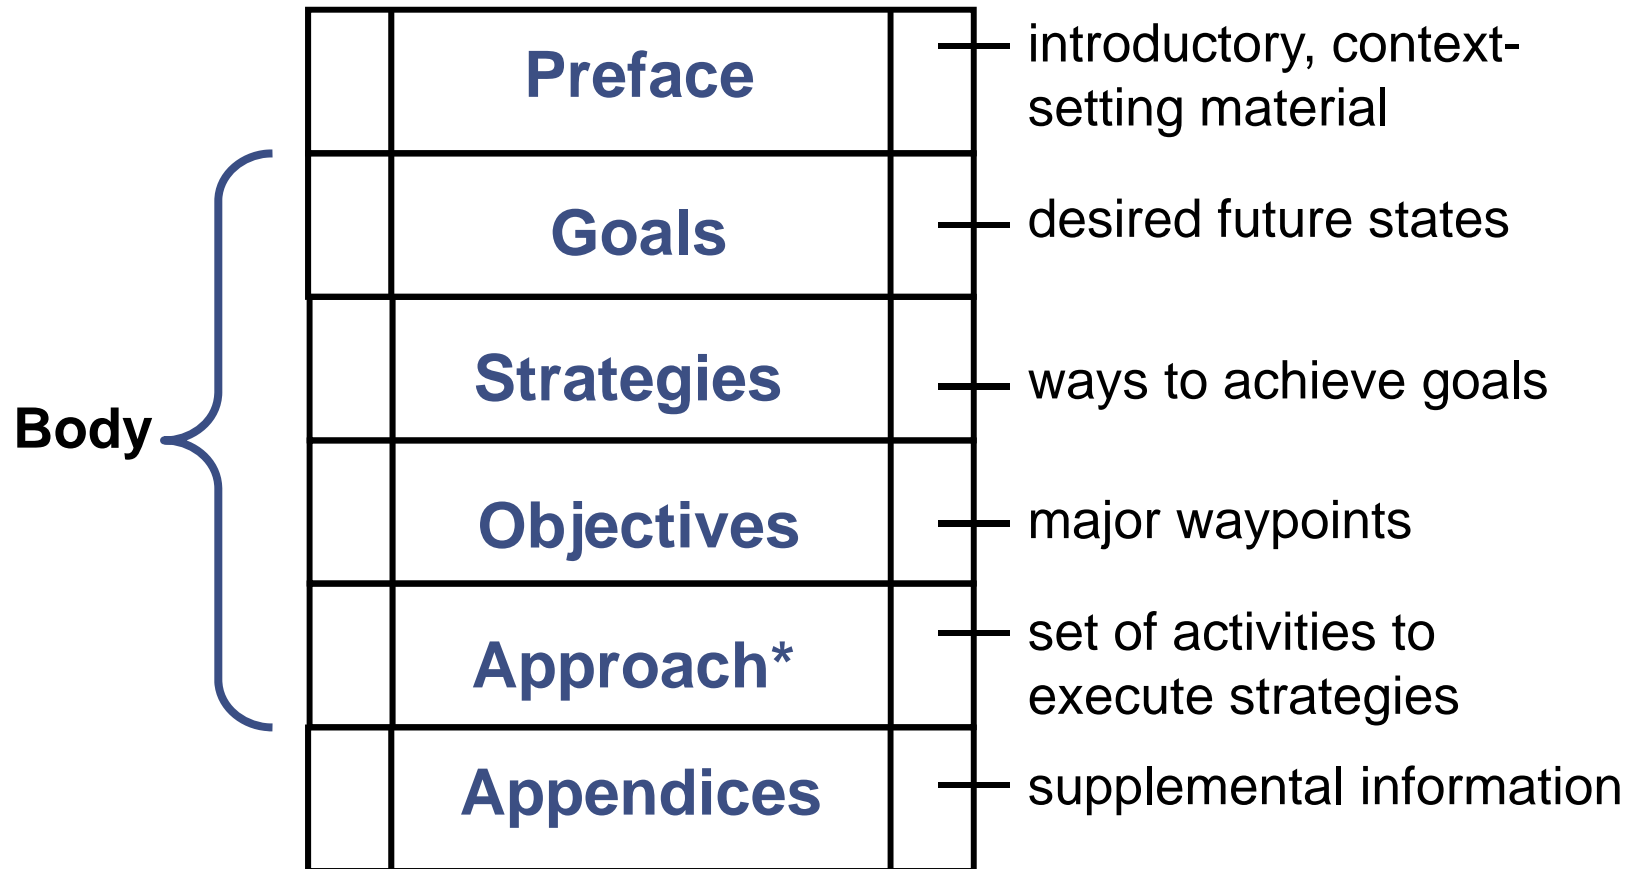 Preface
introductory, context-
setting material
Goals
desired future states
Strategies
ways to achieve goals
Body
Objectives
major waypoints
Approach*
set of activities to
execute strategies
Appendices
supplemental information